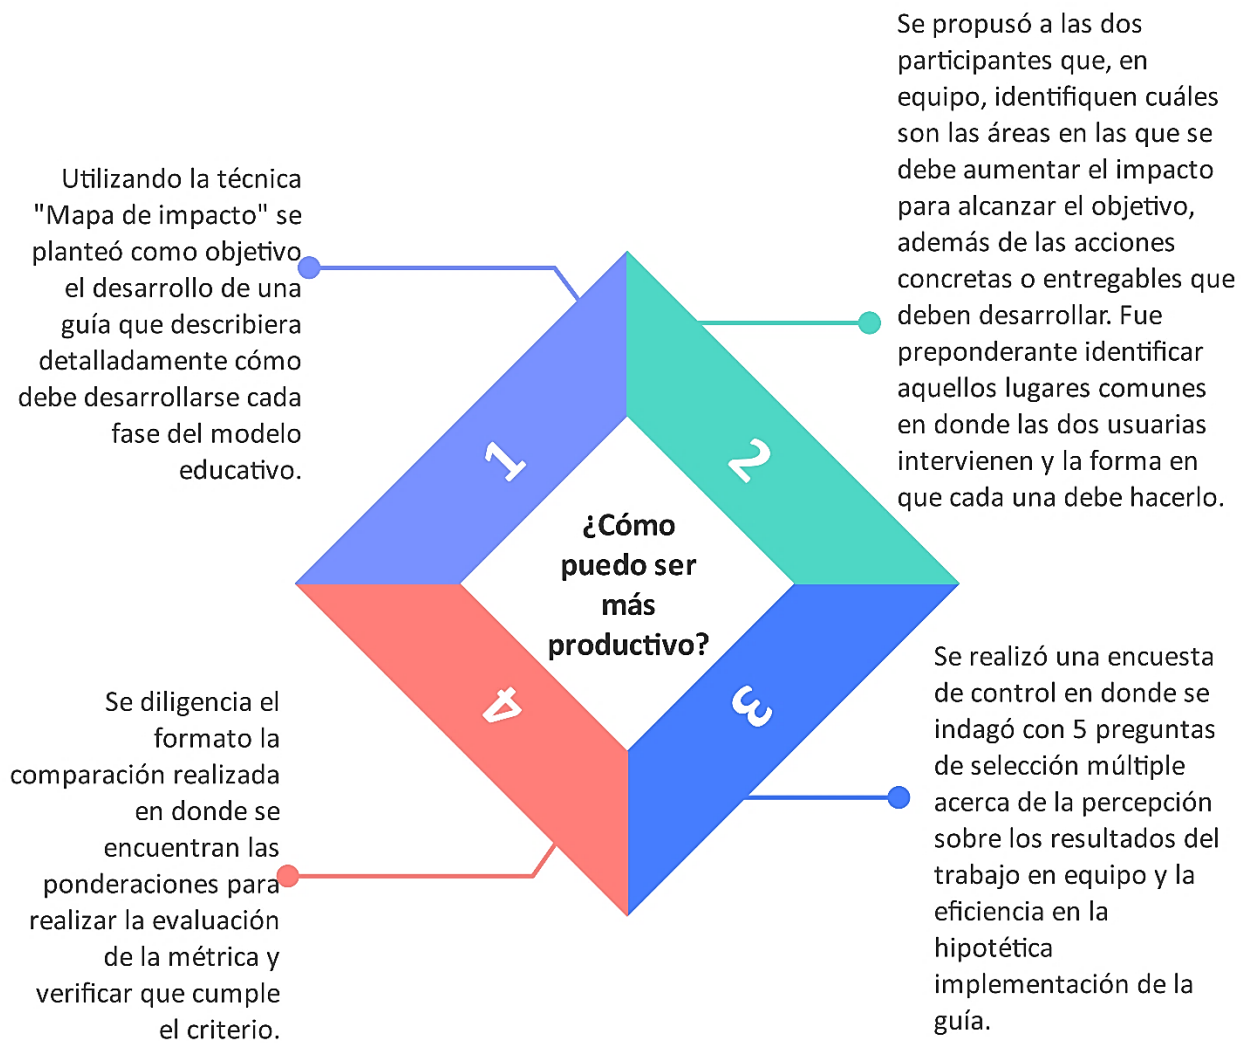 Utilizando la técnica
"Mapa de impacto" se
planteó como objetivo
el desarrollo de una
guía que describiera
detalladamente cómo
debe desarrollarse cada
fase del modelo
educativo.
Se propusó a las dos
participantes que, en
equipo, identifiquen cuáles
son las áreas en las que se
debe aumentar el impacto
para alcanzar el objetivo,
además de las acciones
concretas o entregables que
deben desarrollar. Fue
preponderante identificar
aquellos lugares comunes
en donde las dos usuarias
intervienen y la forma en
que cada una debe hacerlo.
1
2
¿Cómo
puedo ser
más
productivo?
4
3
Se realizó una encuesta
de control en donde se
indagó con 5 preguntas
de selección múltiple
acerca de la percepción
sobre los resultados del
trabajo en equipo y la
eficiencia en la
hipotética
implementación de la
guía.
Se diligencia el
formato la
comparación realizada
en donde se
encuentran las
ponderaciones para
realizar la evaluación
de la métrica y
verificar que cumple
el criterio.